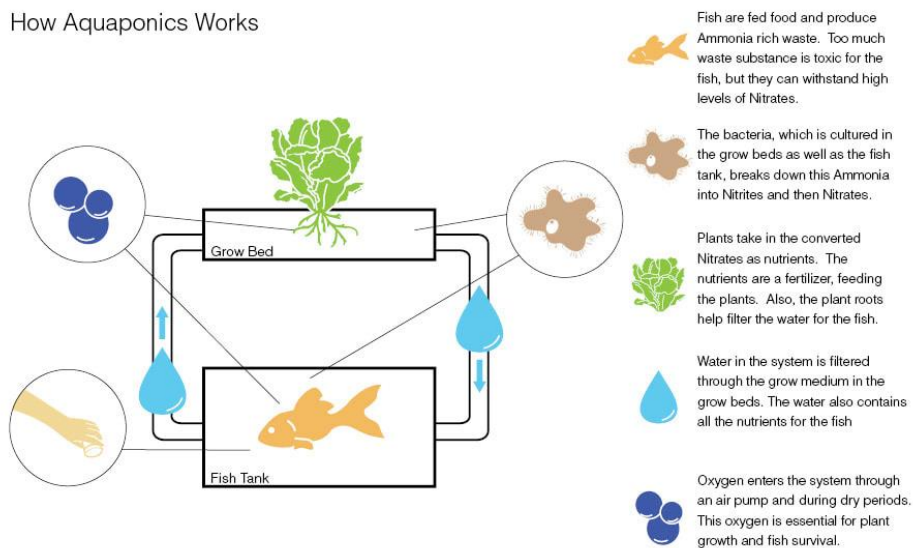 How Aquaponics Works
Grow Bed
Fish Tank
Fish are fed food and produce
Ammonia rich waste. Too much
waste substance is toxic for the
fish, but they can withstand high
levels of Nitrates.
The bacteria, which is cultured in
the grow beds as well as the fish
tank, breaks down this Ammonia
into Nitrites and then Nitrates.
Plants take in the converted
Nitrates as nutrients. The
nutrients are a fertilizer, feeding
the plants. Also, the plant roots
help filter the water for the fish.
Water in the system is filtered
through the grow medium in the
grow beds. The water also contains
all the nutrients for the fish
Oxygen enters the system through
an air pump and during dry periods.
This oxygen is essential for plant
growth and fish survival.